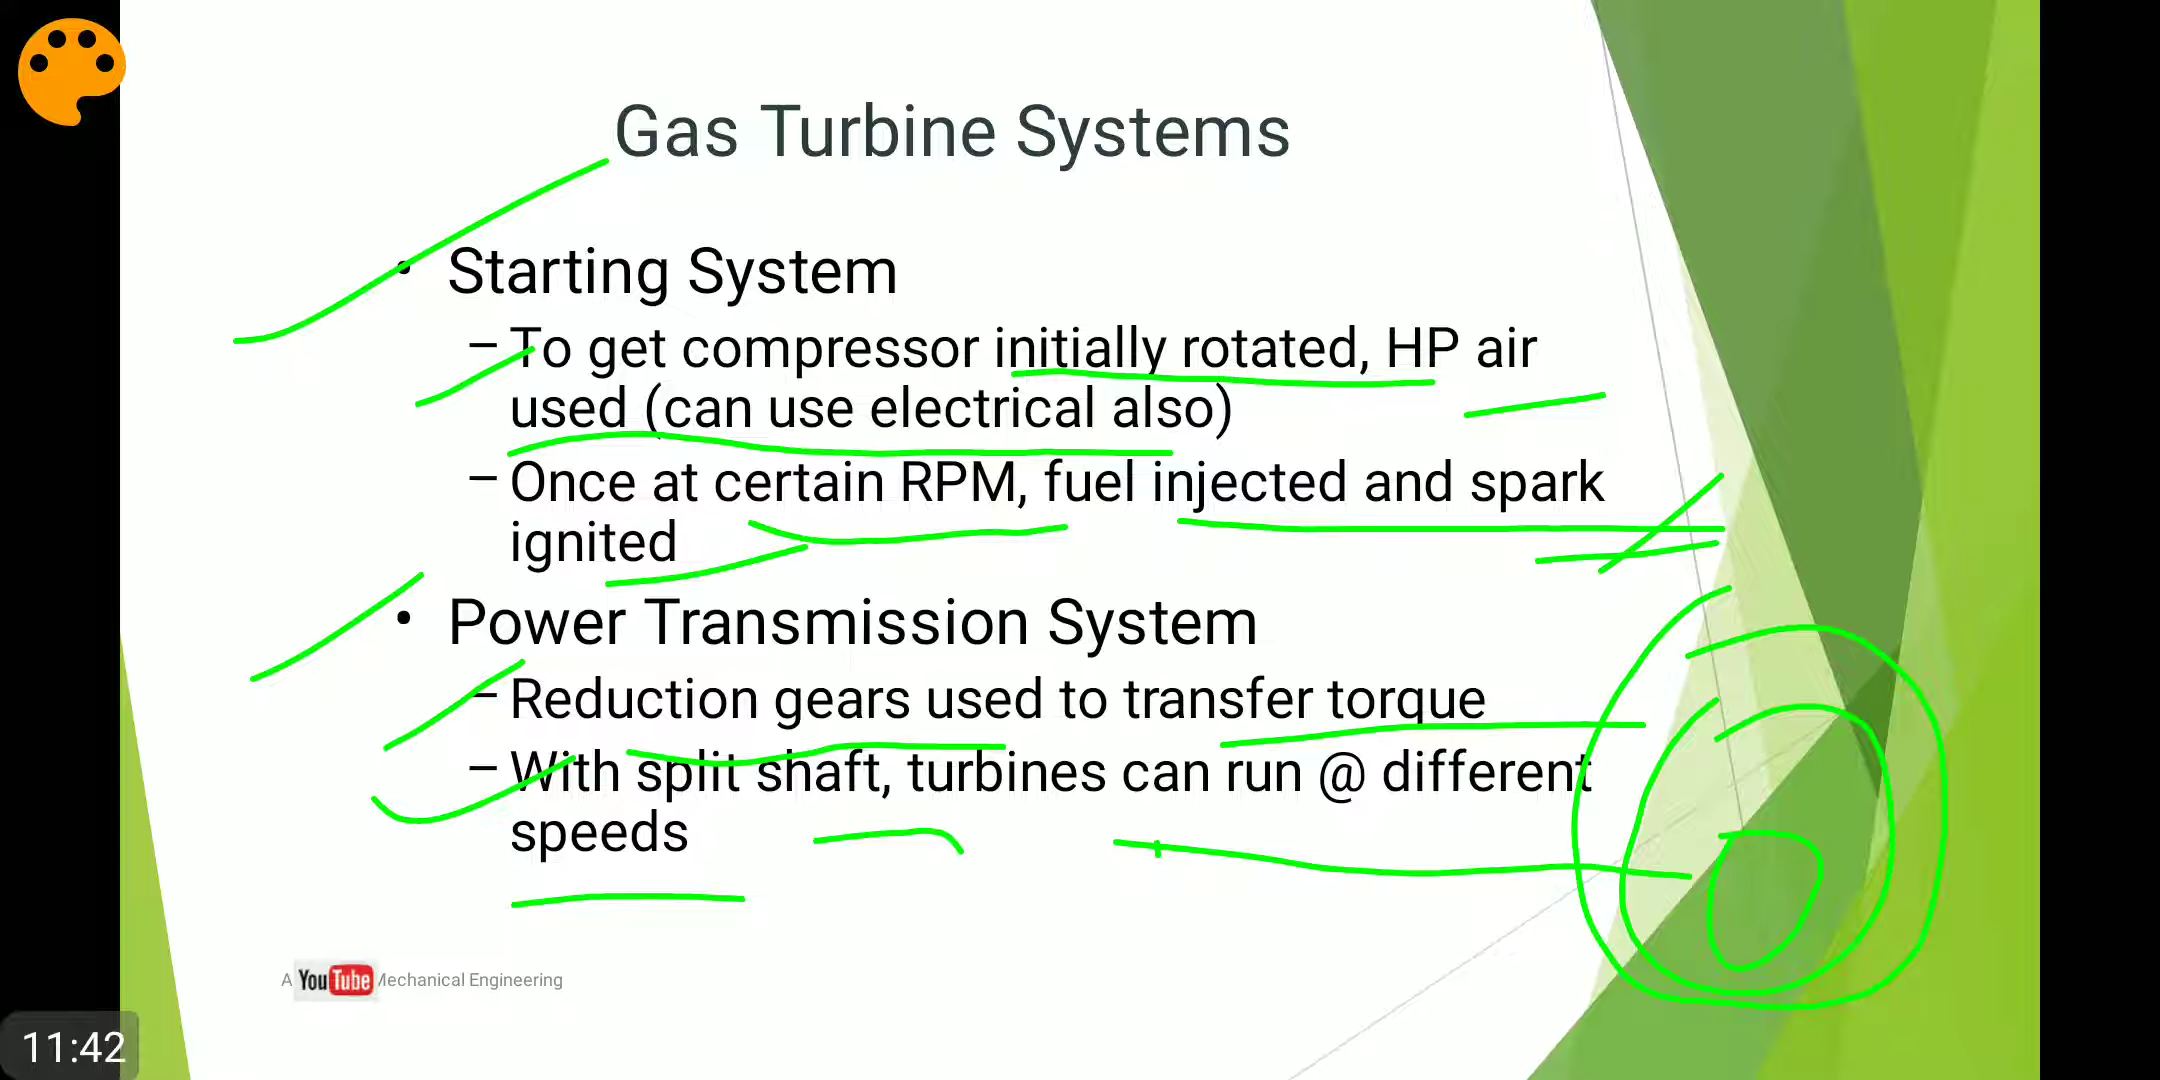 Gas Turbine Systems
• Starting System
– To get compressor initially rotated, HP air
used (can use electrical also)
– Once at certain RPM, fuel injected and spark
ignited
• Power Transmission System
– Reduction gears used to transfer torque
– With split shaft, turbines can run @ different
speeds
A YouTube Mechanical Engineering
11:42